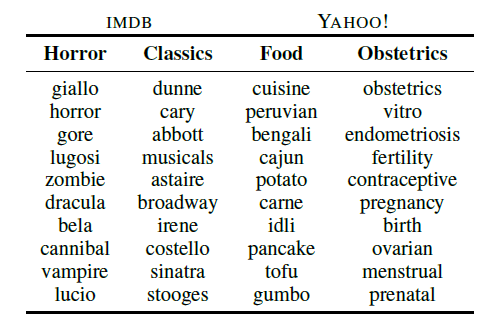 IMDB YAHOO!
Horror Classics Food Obstetrics
giallo dunne cuisine obstetrics
horror cary peruvian vitro
gore abbott bengali endometriosis
lugosi musicals cajun fertility
zombie astaire potato contraceptive
dracula broadway carne pregnancy
bela irene idli birth
cannibal costello pancake ovarian
vampire sinatra tofu menstrual
lucio stooges gumbo prenatal